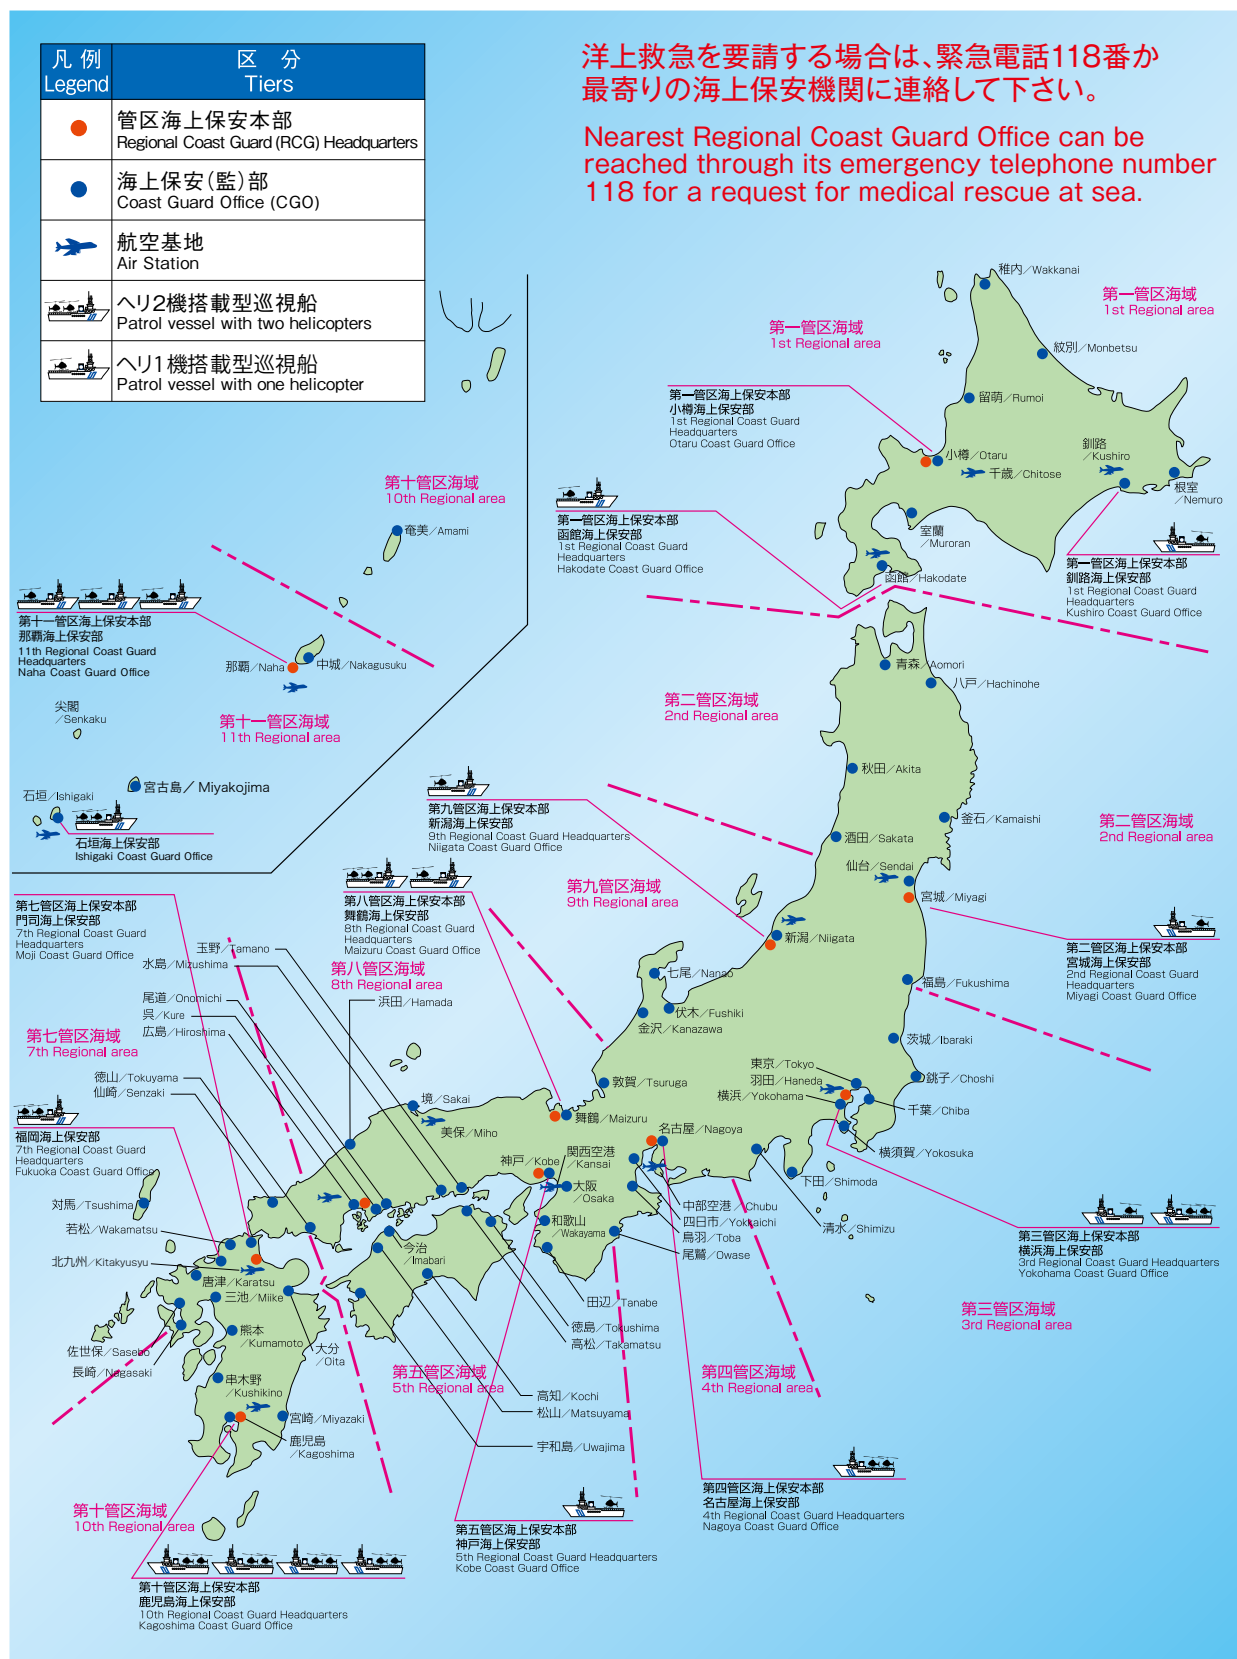 凡 例
Legend
区 分
Tiers
管区海上保安本部
Regional Coast Guard (RCG) Headquarters
海上保安(監)部
Coast Guard Office (CGO)
航空基地
Air Station
ヘリ2機搭載型巡視船
Patrol vessel with two helicopters
ヘリ1機搭載型巡視船
Patrol vessel with one helicopter
洋上救急を要請する場合は、緊急電話118番か
最寄りの海上保安機関に連絡して下さい。
Nearest Regional Coast Guard Office can be
reached through its emergency telephone number
118 for a request for medical rescue at sea.
稚内／Wakkanai
第一管区海域
1st Regional area
第一管区海域
1st Regional area
紋別／Monbetsu
留萌／Rumoi
第一管区海上保安本部
小樽海上保安部
1st Regional Coast Guard
Headquarters
Otaru Coast Guard Office
小樽／Otaru
千歳／Chitose
釧路
／Kushiro
根室
／Nemuro
室蘭
／Muroran
函館／Hakodate
第一管区海上保安本部
函館海上保安部
1st Regional Coast Guard
Headquarters
Hakodate Coast Guard Office
第一管区海上保安本部
釧路海上保安部
1st Regional Coast Guard
Headquarters
Kushiro Coast Guard Office
第十管区海域
10th Regional area
奄美／Amami
第十一管区海上保安本部
那覇海上保安部
11th Regional Coast Guard
Headquarters
Naha Coast Guard Office
那覇／Naha
中城／Nakagusuku
第十一管区海域
11th Regional area
尖閣
／Senkaku
宮古島／Miyakojima
石垣／Ishigaki
石垣海上保安部
Ishigaki Coast Guard Office
青森／Aomori
八戸／Hachinohe
第二管区海域
2nd Regional area
秋田／Akita
釜石／Kamaishi
酒田／Sakata
第二管区海域
2nd Regional area
仙台／Sendai
宮城／Miyagi
第二管区海上保安本部
宮城海上保安部
2nd Regional Coast Guard
Headquarters
Miyagi Coast Guard Office
福島／Fukushima
第九管区海上保安本部
新潟海上保安部
9th Regional Coast Guard Headquarters
Niigata Coast Guard Office
第九管区海域
9th Regional area
新潟／Niigata
七尾／Nanao
伏木／Fushiki
金沢／Kanazawa
第八管区海上保安本部
舞鶴海上保安部
8th Regional Coast Guard
Headquarters
Maizuru Coast Guard Office
第八管区海域
8th Regional area
浜田／Hamada
敦賀／Tsuruga
舞鶴／Maizuru
境／Sakai
美保／Miho
第七管区海上保安本部
門司海上保安部
7th Regional Coast Guard
Headquarters
Moji Coast Guard Office
玉野／Tamano
水島／Mizushima
尾道／Onomichi
呉／Kure
広島／Hiroshima
第七管区海域
7th Regional area
徳山／Tokuyama
仙崎／Senzaki
福岡海上保安部
7th Regional Coast Guard
Headquarters
Fukuoka Coast Guard Office
対馬／Tsushima
若松／Wakamatsu
北九州／Kitakyusyu
唐津／Karatsu
三池／Miike
熊本
／Kumamoto
大分
／Oita
佐世保／Sasebo
長崎／Nagasaki
串木野
／Kushikino
宮崎／Miyazaki
鹿児島
／Kagoshima
第十管区海域
10th Regional area
第十管区海上保安本部
鹿児島海上保安部
10th Regional Coast Guard Headquarters
Kagoshima Coast Guard Office
茨城／Ibaraki
東京／Tokyo
羽田／Haneda
横浜／Yokohama
銚子／Choshi
千葉／Chiba
横須賀／Yokosuka
下田／Shimoda
清水／Shimizu
名古屋／Nagoya
神戸／Kobe
関西空港
／Kansai
大阪
／Osaka
和歌山
／Wakayama
中部空港／Chubu
四日市／Yokkaichi
鳥羽／Toba
尾鷲／Owase
今治
／Imabari
田辺／Tanabe
徳島／Tokushima
高松／Takamatsu
高知／Kochi
松山／Matsuyama
宇和島／Uwajima
第五管区海域
5th Regional area
第四管区海域
4th Regional area
第三管区海上保安本部
横浜海上保安部
3rd Regional Coast Guard Headquarters
Yokohama Coast Guard Office
第三管区海域
3rd Regional area
第四管区海上保安本部
名古屋海上保安部
4th Regional Coast Guard Headquarters
Nagoya Coast Guard Office
第五管区海上保安本部
神戸海上保安部
5th Regional Coast Guard Headquarters
Kobe Coast Guard Office